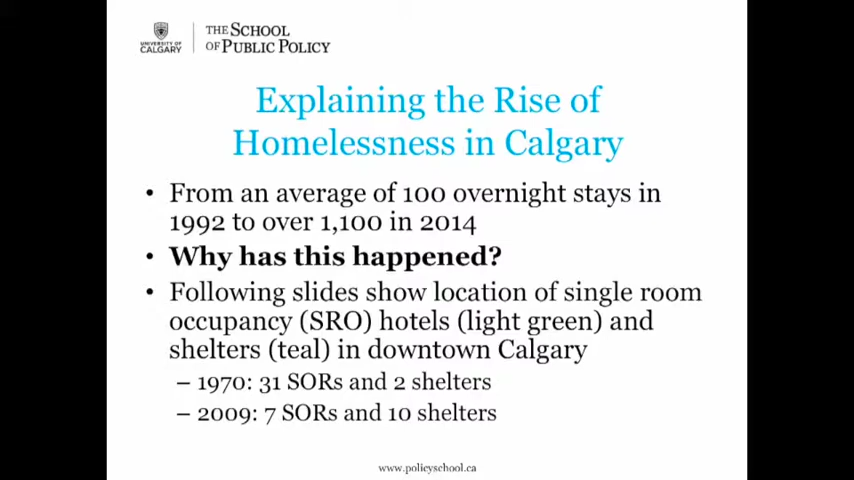 UNIVERSITY OF
CALGARY
THE SCHOOL
OF PUBLIC POLICY
Explaining the Rise of
Homelessness in Calgary
• From an average of 100 overnight stays in
1992 to over 1,100 in 2014
• Why has this happened?
• Following slides show location of single room
occupancy (SRO) hotels (light green) and
shelters (teal) in downtown Calgary
– 1970: 31 SORs and 2 shelters
– 2009: 7 SORs and 10 shelters
www.policyschool.ca